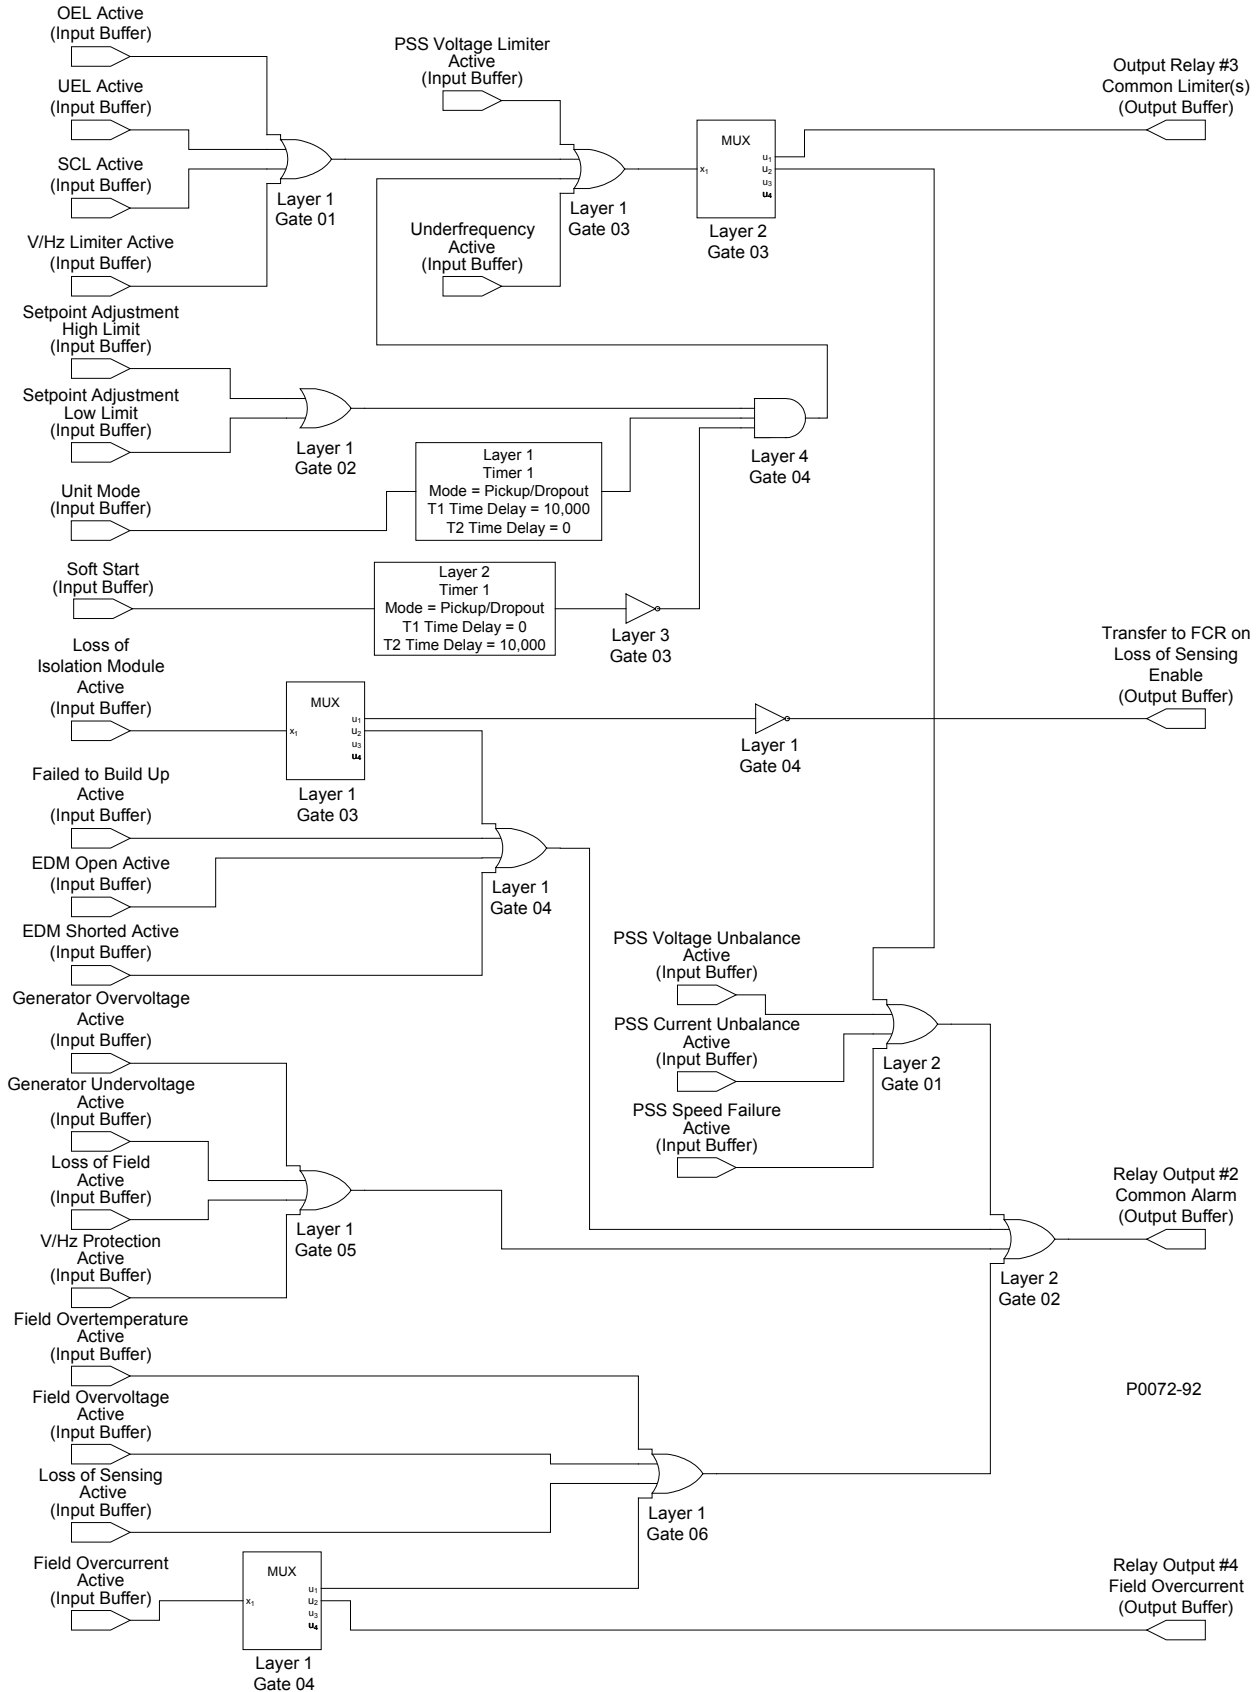 OEL Active
(Input Buffer)
UEL Active
(Input Buffer)
SCL Active
(Input Buffer)
V/Hz Limiter Active
(Input Buffer)
Layer 1
Gate 01
PSS Voltage Limiter
Active
(Input Buffer)
Underfrequency
Active
(Input Buffer)
Layer 1
Gate 03
MUX
x1
u1
u2
u3
u4
Layer 2
Gate 03
Output Relay #3
Common Limiter(s)
(Output Buffer)
Setpoint Adjustment
High Limit
(Input Buffer)
Setpoint Adjustment
Low Limit
(Input Buffer)
Layer 1
Gate 02
Unit Mode
(Input Buffer)
Layer 1
Timer 1
Mode = Pickup/Dropout
T1 Time Delay = 10,000
T2 Time Delay = 0
Layer 4
Gate 04
Soft Start
(Input Buffer)
Layer 2
Timer 1
Mode = Pickup/Dropout
T1 Time Delay = 0
T2 Time Delay = 10,000
Layer 3
Gate 03
Loss of
Isolation Module
Active
(Input Buffer)
MUX
x1
u1
u2
u3
u4
Layer 1
Gate 03
Layer 1
Gate 04
Transfer to FCR on
Loss of Sensing
Enable
(Output Buffer)
Failed to Build Up
Active
(Input Buffer)
EDM Open Active
(Input Buffer)
EDM Shorted Active
(Input Buffer)
Layer 1
Gate 04
PSS Voltage Unbalance
Active
(Input Buffer)
PSS Current Unbalance
Active
(Input Buffer)
PSS Speed Failure
Active
(Input Buffer)
Layer 2
Gate 01
Generator Overvoltage
Active
(Input Buffer)
Generator Undervoltage
Active
(Input Buffer)
Loss of Field
Active
(Input Buffer)
V/Hz Protection
Active
(Input Buffer)
Layer 1
Gate 05
Relay Output #2
Common Alarm
(Output Buffer)
Layer 2
Gate 02
Field Overtemperature
Active
(Input Buffer)
Field Overvoltage
Active
(Input Buffer)
Loss of Sensing
Active
(Input Buffer)
Layer 1
Gate 06
P0072-92
Field Overcurrent
Active
(Input Buffer)
MUX
x1
u1
u2
u3
u4
Layer 1
Gate 04
Relay Output #4
Field Overcurrent
(Output Buffer)